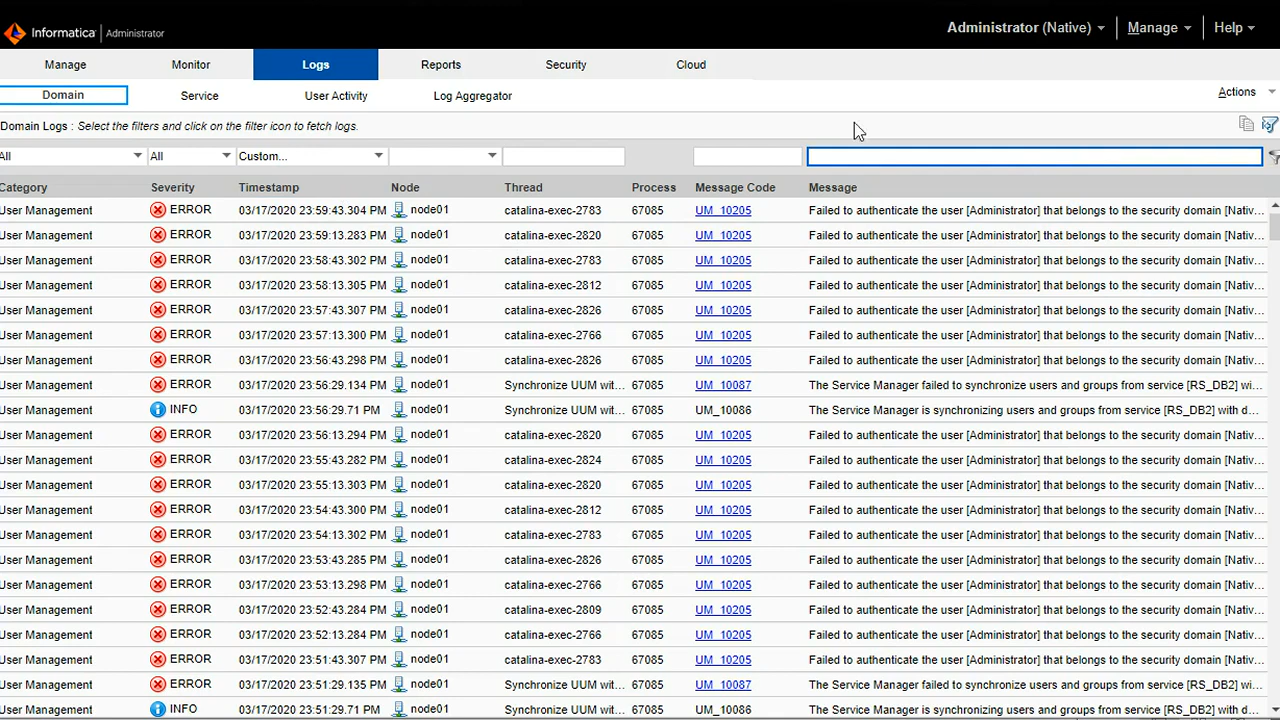 Informatica | Administrator Administrator (Native) Manage Help
Manage Monitor Logs Reports Security Cloud
Domain Service User Activity Log Aggregator Actions
Domain Logs : Select the filters and click on the filter icon to fetch logs.
All All Custom...
Category Severity Timestamp Node Thread Process Message Code Message
User Management ERROR 03/17/2020 23:59:43.304 PM node01 catalina-exec-2783 67085 UM_10205 Failed to authenticate the user [Administrator] that belongs to the security domain [Nativ...
User Management ERROR 03/17/2020 23:59:13.283 PM node01 catalina-exec-2820 67085 UM_10205 Failed to authenticate the user [Administrator] that belongs to the security domain [Nativ...
User Management ERROR 03/17/2020 23:58:43.302 PM node01 catalina-exec-2783 67085 UM_10205 Failed to authenticate the user [Administrator] that belongs to the security domain [Nativ...
User Management ERROR 03/17/2020 23:58:13.305 PM node01 catalina-exec-2812 67085 UM_10205 Failed to authenticate the user [Administrator] that belongs to the security domain [Nativ...
User Management ERROR 03/17/2020 23:57:43.307 PM node01 catalina-exec-2826 67085 UM_10205 Failed to authenticate the user [Administrator] that belongs to the security domain [Nativ...
User Management ERROR 03/17/2020 23:57:13.300 PM node01 catalina-exec-2766 67085 UM_10205 Failed to authenticate the user [Administrator] that belongs to the security domain [Nativ...
User Management ERROR 03/17/2020 23:56:43.298 PM node01 catalina-exec-2826 67085 UM_10205 Failed to authenticate the user [Administrator] that belongs to the security domain [Nativ...
User Management ERROR 03/17/2020 23:56:29.134 PM node01 Synchronize UUM wit... 67085 UM_10087 The Service Manager failed to synchronize users and groups from service [RS_DB2] wi...
User Management INFO 03/17/2020 23:56:29.71 PM node01 Synchronize UUM wit... 67085 UM_10086 The Service Manager is synchronizing users and groups from service [RS_DB2] with d...
User Management ERROR 03/17/2020 23:56:13.294 PM node01 catalina-exec-2820 67085 UM_10205 Failed to authenticate the user [Administrator] that belongs to the security domain [Nativ...
User Management ERROR 03/17/2020 23:55:43.282 PM node01 catalina-exec-2824 67085 UM_10205 Failed to authenticate the user [Administrator] that belongs to the security domain [Nativ...
User Management ERROR 03/17/2020 23:55:13.303 PM node01 catalina-exec-2820 67085 UM_10205 Failed to authenticate the user [Administrator] that belongs to the security domain [Nativ...
User Management ERROR 03/17/2020 23:54:43.300 PM node01 catalina-exec-2812 67085 UM_10205 Failed to authenticate the user [Administrator] that belongs to the security domain [Nativ...
User Management ERROR 03/17/2020 23:54:13.302 PM node01 catalina-exec-2783 67085 UM_10205 Failed to authenticate the user [Administrator] that belongs to the security domain [Nativ...
User Management ERROR 03/17/2020 23:53:43.285 PM node01 catalina-exec-2826 67085 UM_10205 Failed to authenticate the user [Administrator] that belongs to the security domain [Nativ...
User Management ERROR 03/17/2020 23:53:13.298 PM node01 catalina-exec-2765 67085 UM_10205 Failed to authenticate the user [Administrator] that belongs to the security domain [Nativ...
User Management ERROR 03/17/2020 23:52:43.284 PM node01 catalina-exec-2809 67085 UM_10205 Failed to authenticate the user [Administrator] that belongs to the security domain [Nativ...
User Management ERROR 03/17/2020 23:52:13.284 PM node01 catalina-exec-2766 67085 UM_10205 Failed to authenticate the user [Administrator] that belongs to the security domain [Nativ...
User Management ERROR 03/17/2020 23:51:43.307 PM node01 catalina-exec-2783 67085 UM_10205 Failed to authenticate the user [Administrator] that belongs to the security domain [Nativ...
User Management ERROR 03/17/2020 23:51:29.135 PM node01 Synchronize UUM wit... 67085 UM_10087 The Service Manager failed to synchronize users and groups from service [RS_DB2] wi...
User Management INFO 03/17/2020 23:51:29.71 PM node01 Synchronize UUM wit... 67085 UM_10086 The Service Manager is synchronizing users and groups from service [RS_DB2] with d...